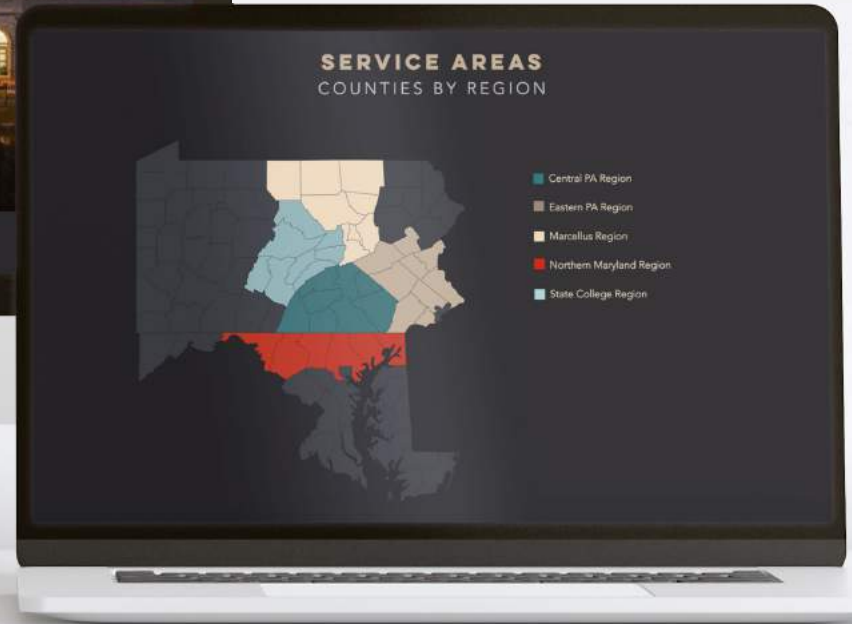 SERVICE AREAS
COUNTIES BY REGION
Central PA Region
Eastern PA Region
Marcellus Region
Northern Maryland Region
State College Region